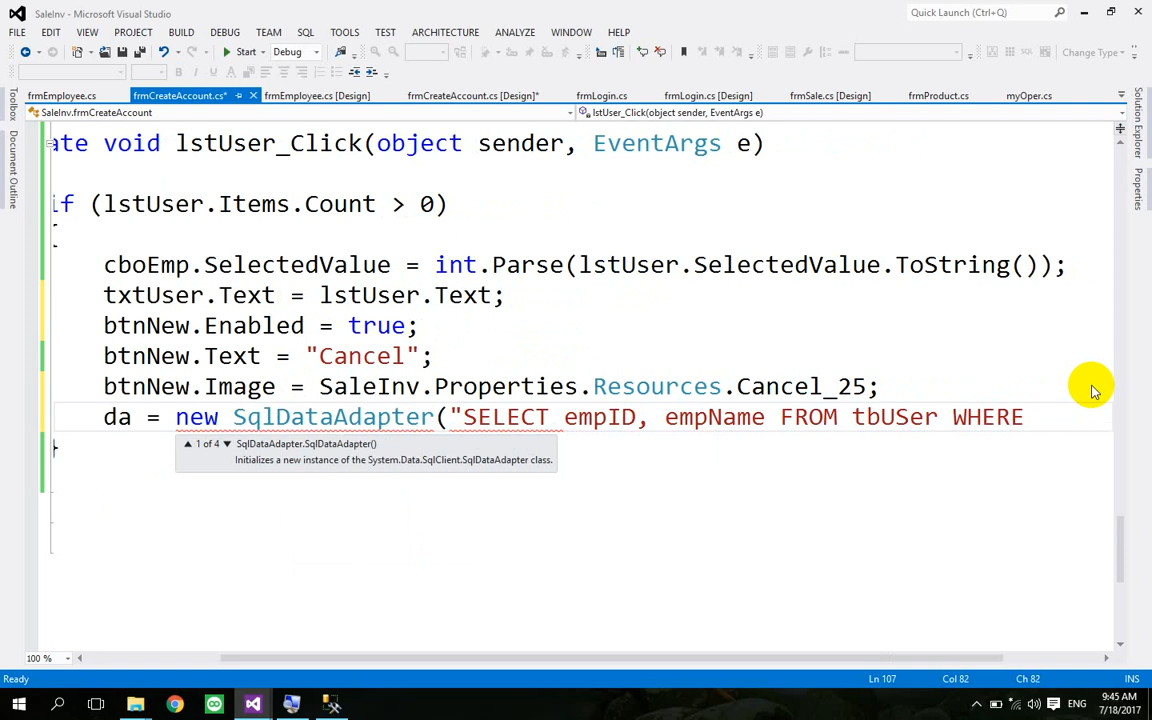 SaleInv - Microsoft Visual Studio
Quick Launch (Ctrl+Q)
FILE EDIT VIEW PROJECT BUILD DEBUG TEAM SQL TOOLS TEST ARCHITECTURE ANALYZE WINDOW HELP
Start Debug Change Type
B I U A
frmEmployee.cs frmCreateAccount.cs* frmEmployee.cs [Design] frmCreateAccount.cs [Design]* frmLogin.cs frmLogin.cs [Design] frmSale.cs [Design] frmProduct.cs myOper.cs
SaleInv.frmCreateAccount lstUser_Click(object sender, EventArgs e)
Toolbox
Document Outline
Solution Explorer
Properties
ate void lstUser_Click(object sender, EventArgs e)
if (lstUser.Items.Count > 0)
{
cboEmp.SelectedValue = int.Parse(lstUser.SelectedValue.ToString());
txtUser.Text = lstUser.Text;
btnNew.Enabled = true;
btnNew.Text = "Cancel";
btnNew.Image = SaleInv.Properties.Resources.Cancel_25;
da = new SqlDataAdapter("SELECT empID, empName FROM tbUSer WHERE
▲ 1 of 4 ▼ SqlDataAdapter.SqlDataAdapter()
Initializes a new instance of the System.Data.SqlClient.SqlDataAdapter class.
}
100 %
Ready Ln 107 Col 82 Ch 82 INS
ENG
9:45 AM
7/18/2017